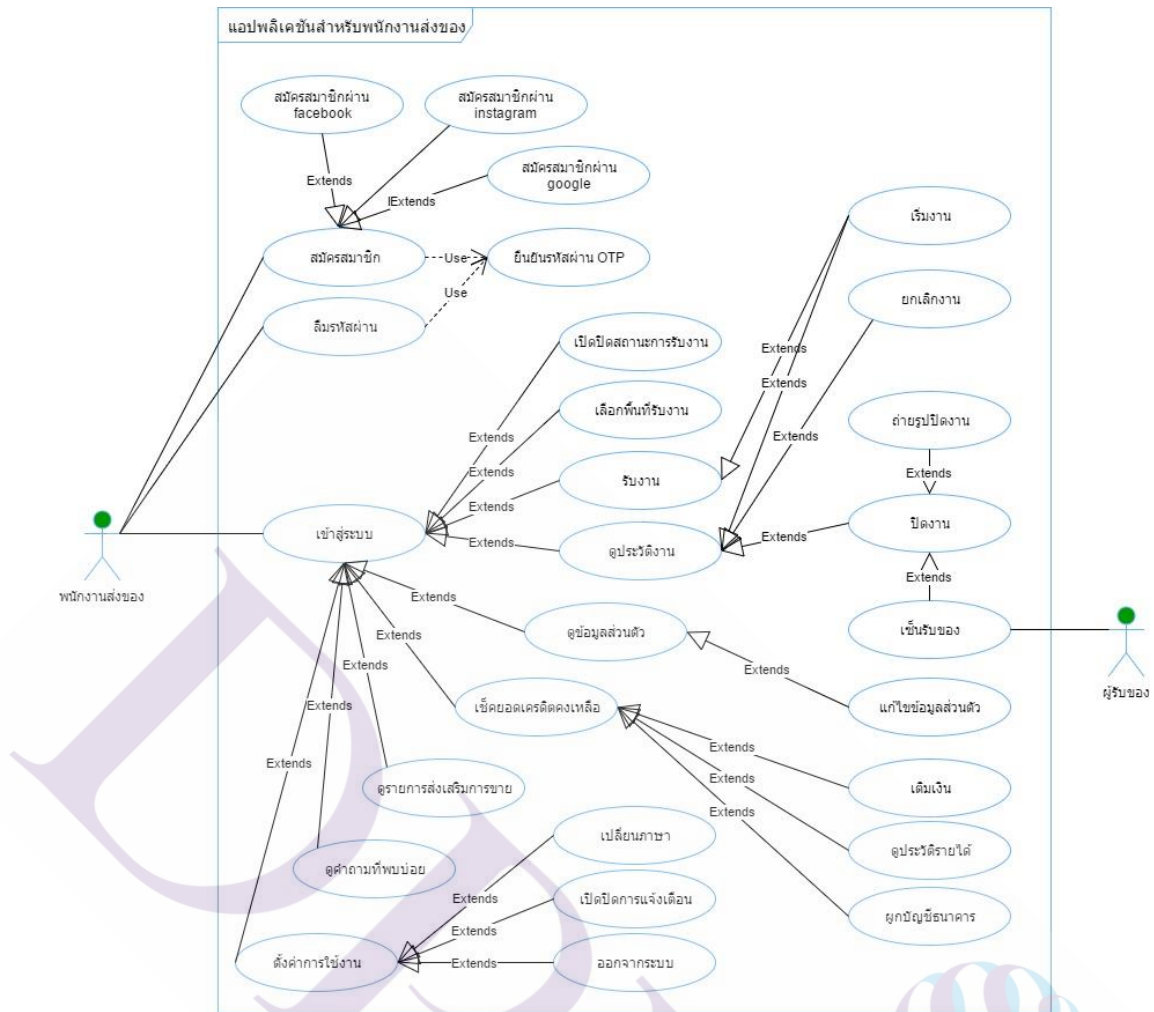 แอปพลิเคชันสำหรับพนักงานส่งของ
สมัครสมาชิกผ่าน
facebook
สมัครสมาชิกผ่าน
instagram
สมัครสมาชิกผ่าน
google
Extends
IExtends
เริ่มงาน
สมัครสมาชิก
Use
ยืนยันรหัสผ่าน OTP
Use
ยกเลิกงาน
ลืมรหัสผ่าน
เปิดปิดสถานะการรับงาน
Extends
Extends
เลือกพื้นที่รับงาน
ถ่ายรูปปิดงาน
Extends
Extends
Extends
รับงาน
Extends
Extends
เข้าสู่ระบบ
Extends
ดูประวัติงาน
Extends
ปิดงาน
Extends
พนักงานส่งของ
Extends
ดูข้อมูลส่วนตัว
เซ็นรับของ
Extends
Extends
Extends
ผู้รับของ
เช็คยอดเครดิตคงเหลือ
แก้ไขข้อมูลส่วนตัว
Extends
Extends
Extends
Extends
ดูรายการส่งเสริมการขาย
เติมเงิน
Extends
เปลี่ยนภาษา
ดูประวัติรายได้
ดูคำถามที่พบบ่อย
Extends
เปิดปิดการแจ้งเตือน
ผูกบัญชีธนาคาร
Extends
ตั้งค่าการใช้งาน
Extends
ออกจากระบบ